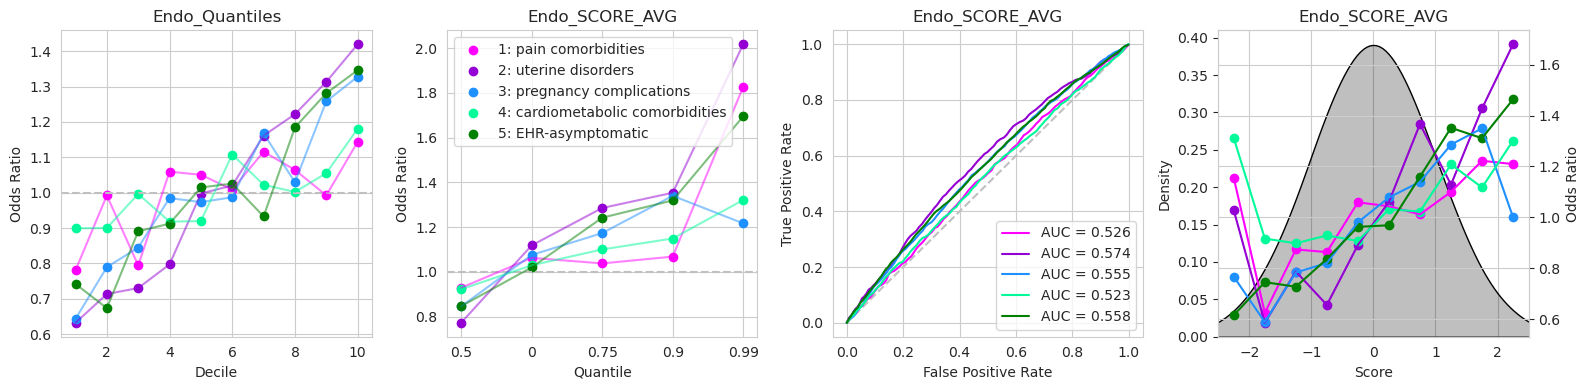 Endo_Quantiles
Odds Ratio
1.4
1.3
1.2
1.1
1.0
0.9
0.8
0.7
0.6
2
4
6
8
10
Decile
Endo_SCORE_AVG
Odds Ratio
2.0
1.8
1.6
1.4
1.2
1.0
0.8
1: pain comorbidities
2: uterine disorders
3: pregnancy complications
4: cardiometabolic comorbidities
5: EHR-asymptomatic
0.5
0
0.75
0.9
0.99
Quantile
Endo_SCORE_AVG
True Positive Rate
1.0
0.8
0.6
0.4
0.2
0.0
AUC = 0.526
AUC = 0.574
AUC = 0.555
AUC = 0.523
AUC = 0.558
0.0
0.2
0.4
0.6
0.8
1.0
False Positive Rate
Endo_SCORE_AVG
Density
0.40
0.35
0.30
0.25
0.20
0.15
0.10
0.05
0.00
−2
−1
0
1
2
Score
1.6
1.4
1.2
1.0
0.8
0.6
Odds Ratio